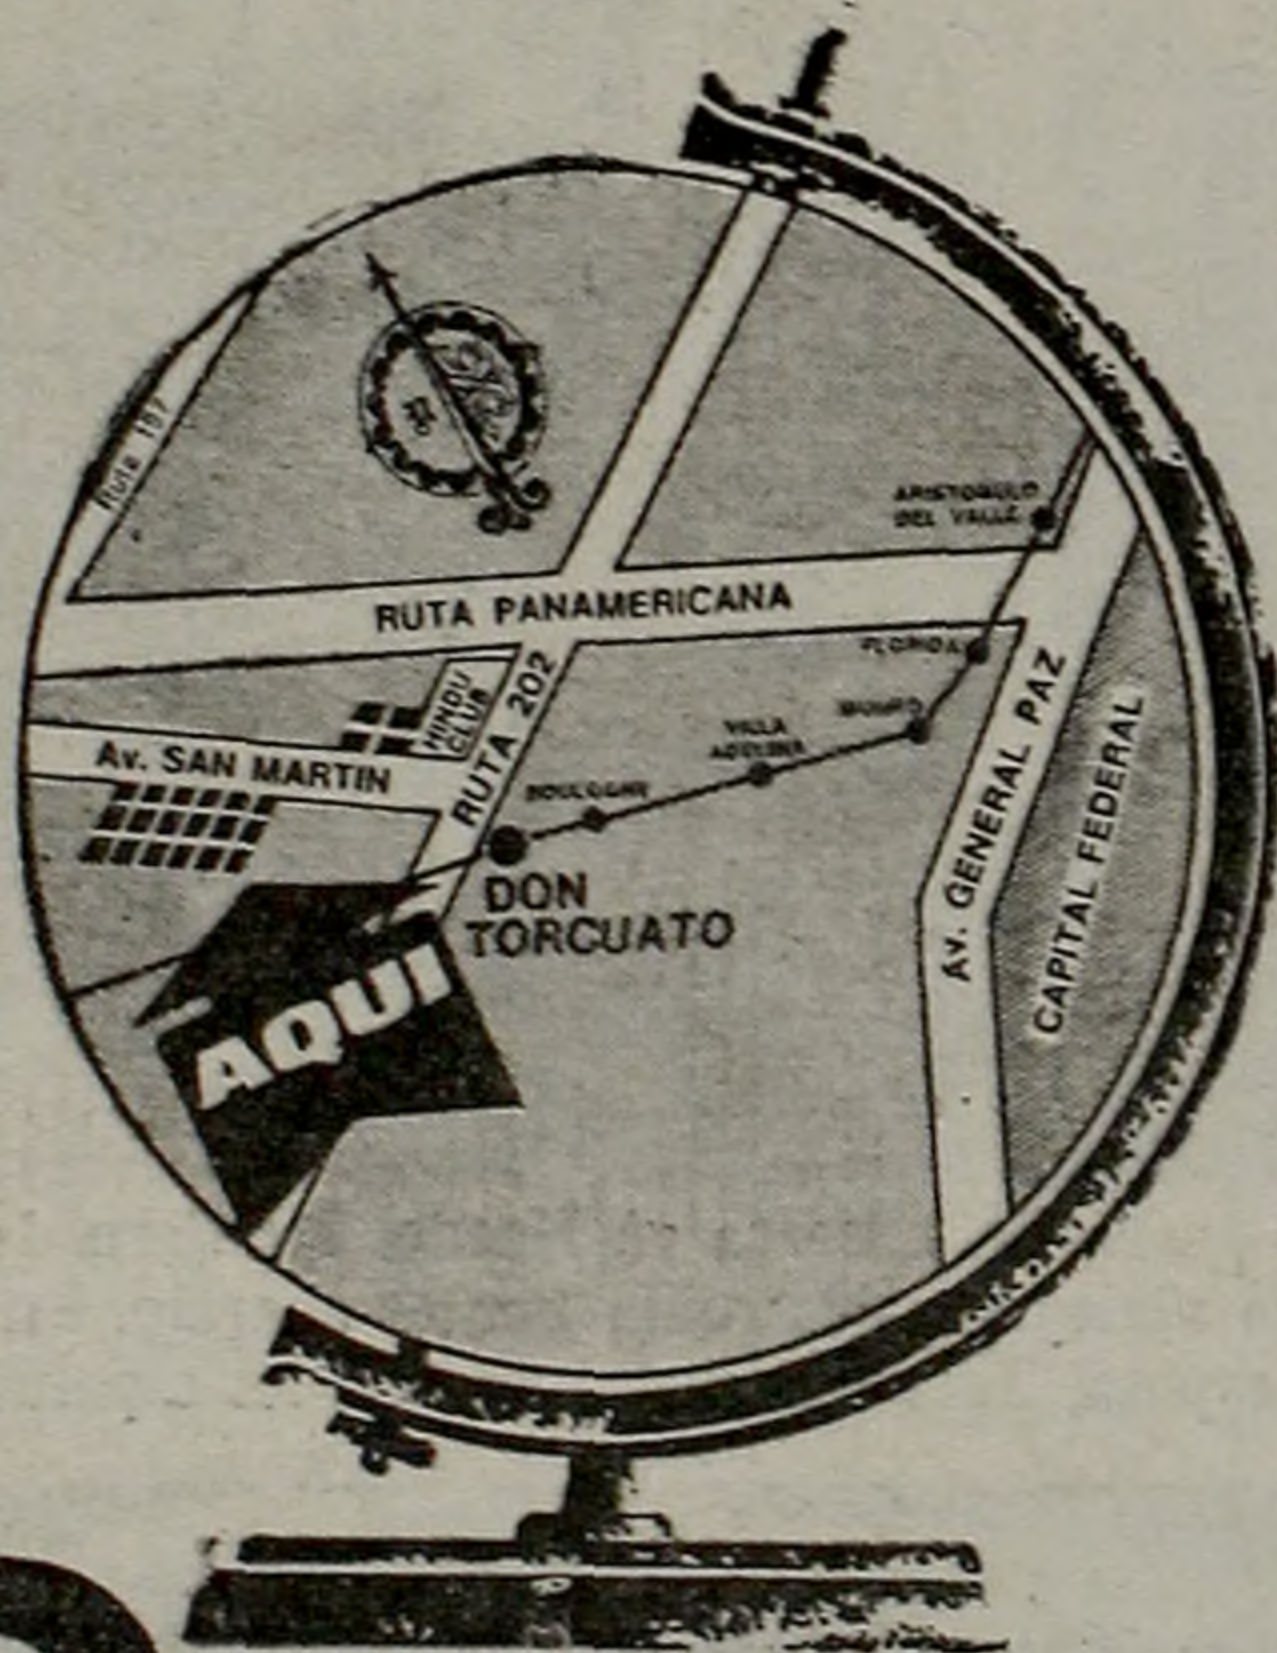 Ruta 197
ARISTOBULO
DEL VALLE
RUTA PANAMERICANA
FLORIDA
MUNRO
HINDU
CLUB
RUTA 202
VILLA
ADELINA
Av. SAN MARTIN
BOULOGNE
Av. GENERAL PAZ
CAPITAL FEDERAL
DON
TORCUATO
AQUI